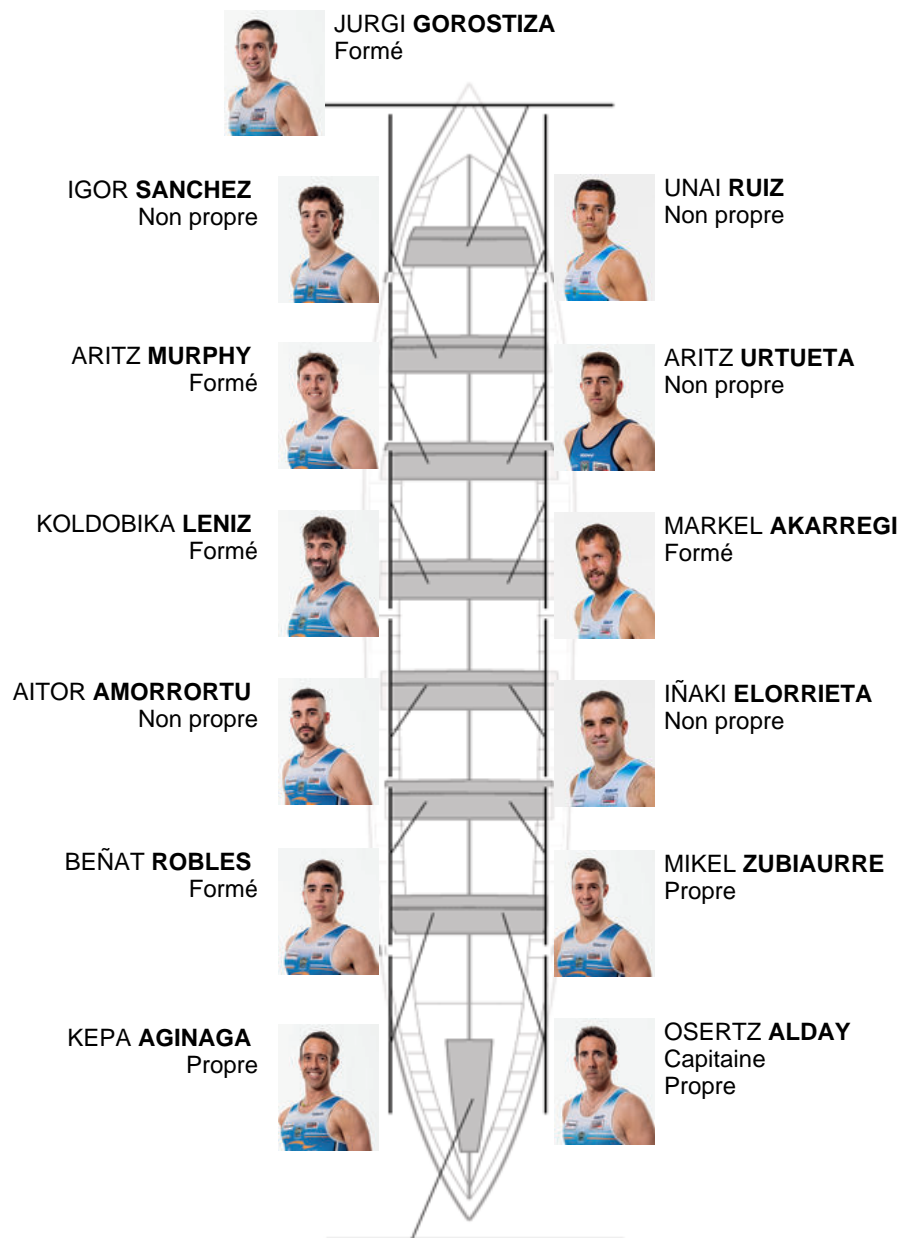 JURGI GOROSTIZA
Formé
IGOR SANCHEZ
Non propre
UNAI RUIZ
Non propre
ARITZ MURPHY
Formé
ARITZ URTUETA
Non propre
KOLDOBIKA LENIZ
Formé
MARKEL AKARREGI
Formé
AITOR AMORRORTU
Non propre
IÑAKI ELORRIETA
Non propre
BEÑAT ROBLES
Formé
MIKEL ZUBIAURRE
Propre
KEPA AGINAGA
Propre
OSERTZ ALDAY
Capitaine
Propre